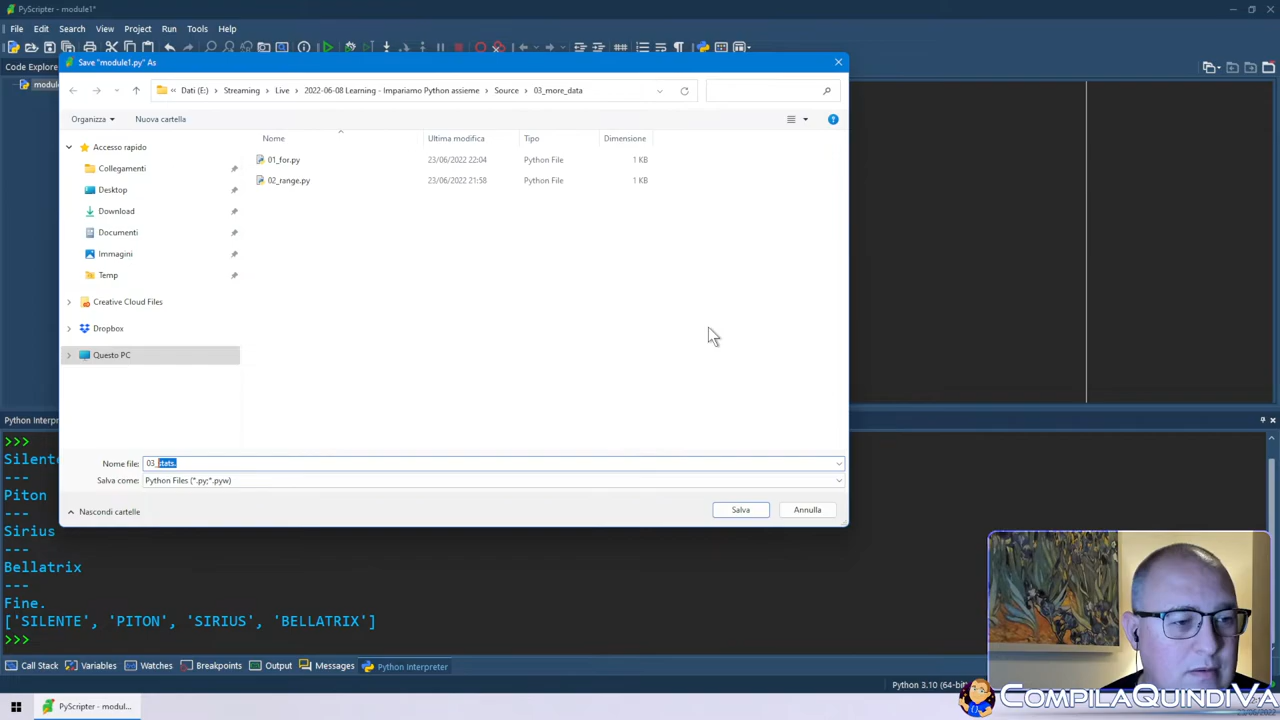 PyScripter - module1*
File Edit Search View Project Run Tools Help
Code Explorer
modul
Save "module1.py" As
« Dati (E:) › Streaming › Live › 2022-06-08 Learning - Impariamo Python assieme › Source › 03_more_data
Organizza Nuova cartella
Nome Ultima modifica Tipo Dimensione
01_for.py 23/06/2022 22:04 Python File 1 KB
02_range.py 23/06/2022 21:58 Python File 1 KB
Accesso rapido
Collegamenti
Desktop
Download
Documenti
Immagini
Temp
Creative Cloud Files
Dropbox
Questo PC
Nome file: 03_stats.
Salva come: Python Files (*.py;*.pyw)
Nascondi cartelle Salva Annulla
Python Interpr
>>>
Silente
---
Piton
---
Sirius
---
Bellatrix
---
Fine.
['SILENTE', 'PITON', 'SIRIUS', 'BELLATRIX']
>>>
Call Stack Variables Watches Breakpoints Output Messages Python Interpreter
Python 3.10 (64-bit)
PyScripter - modul...
COMPILAQUINDIVA